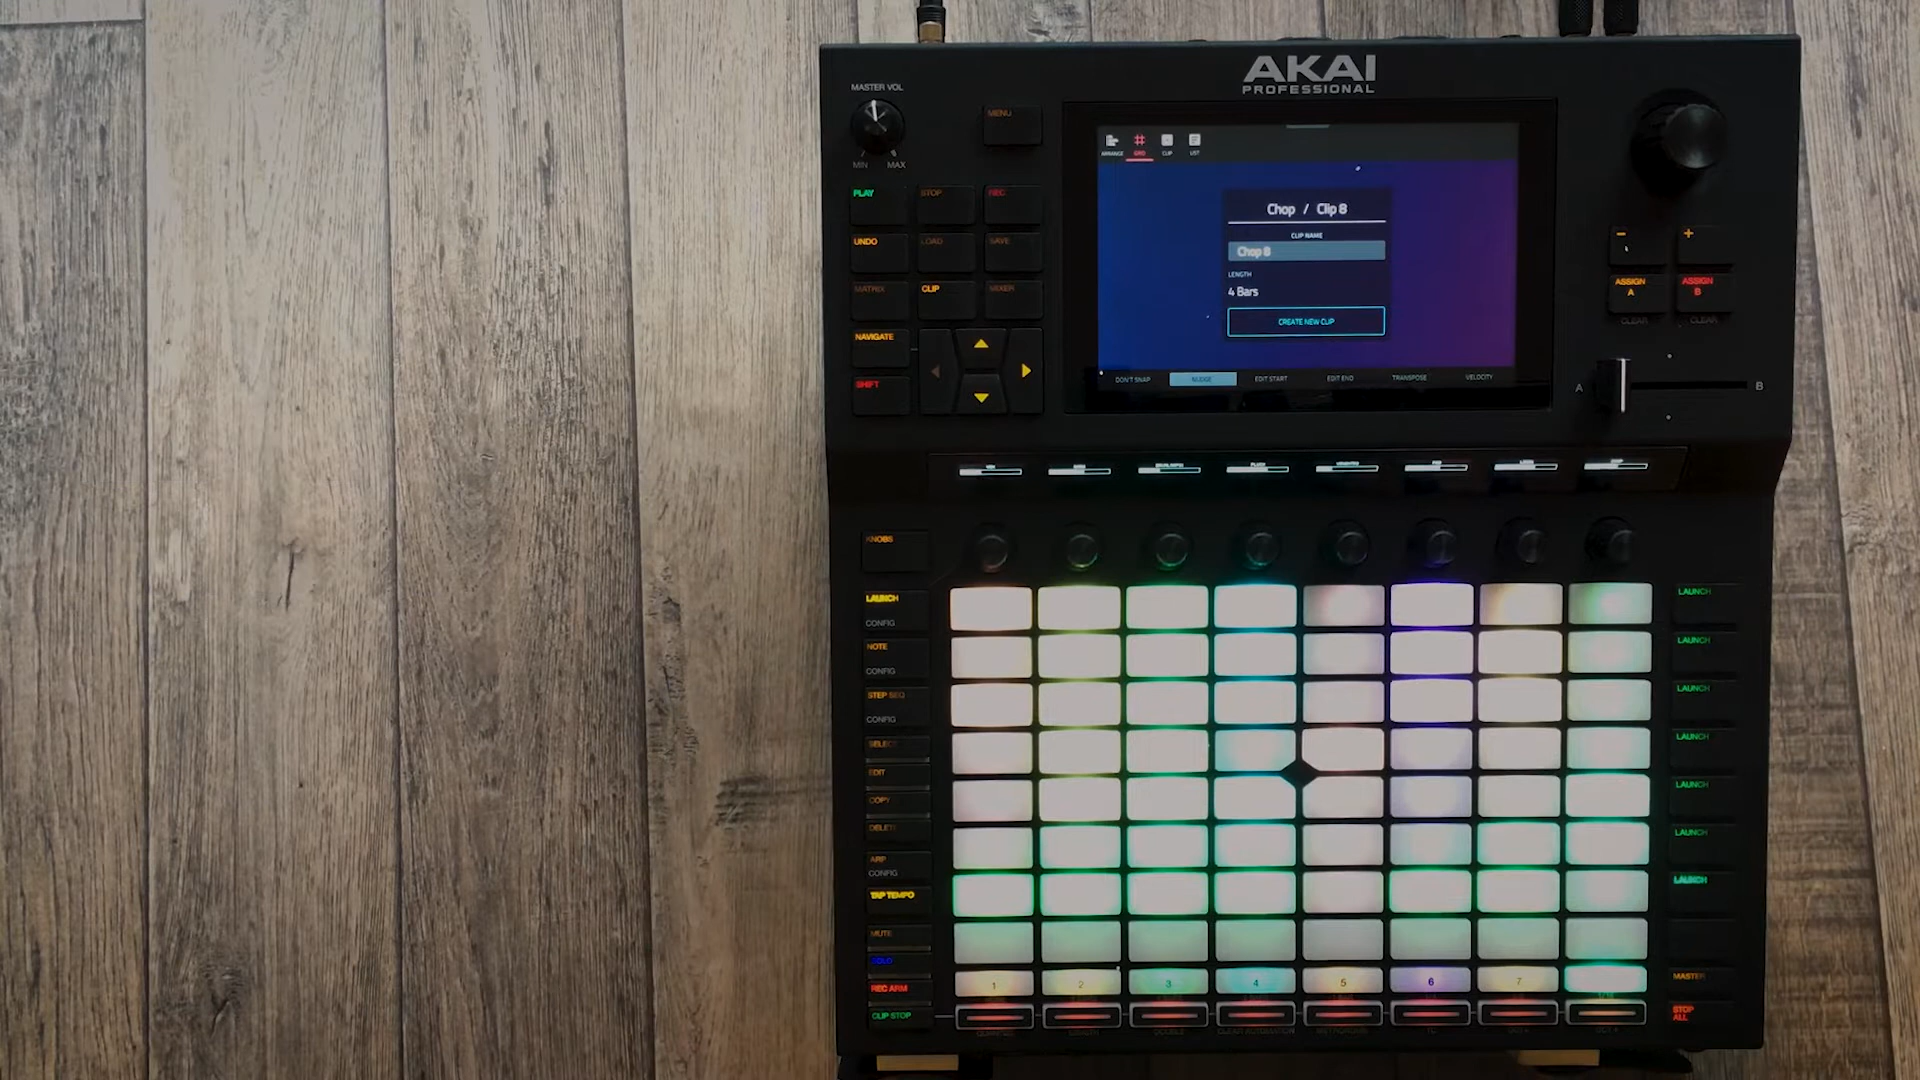 AKAI
PROFESSIONAL
MASTER VOL
MIN MAX
MENU
PLAY STOP REC
UNDO LOAD SAVE
MATRIX CLIP MIXER
NAVIGATE
SHIFT
ARRANGE GRID CLIP LIST
Chop / Clip 8
CLIP NAME
Chop 8
LENGTH
4 Bars
CREATE NEW CLIP
DON'T SNAP NUDGE EDIT START EDIT END TRANSPOSE VELOCITY
- +
ASSIGN A ASSIGN B
CLEAR CLEAR
A B
KNOBS
LAUNCH
CONFIG
NOTE
CONFIG
STEP SEQ
CONFIG
SELECT
EDIT
COPY
DELETE
ARP
CONFIG
TAP TEMPO
MUTE
SOLO
REC ARM
CLIP STOP
LAUNCH
LAUNCH
LAUNCH
LAUNCH
LAUNCH
LAUNCH
LAUNCH
1 2 3 4 5 6 7
MASTER
STOP ALL